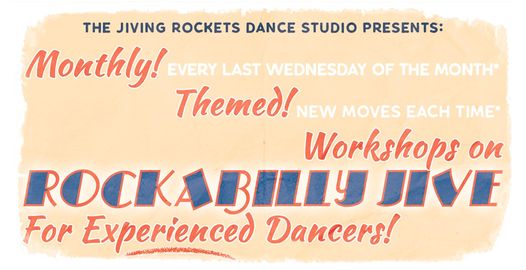 THE JIVING ROCKETS DANCE STUDIO PRESENTS:
Monthly! EVERY LAST WEDNESDAY OF THE MONTH*
Themed! NEW MOVES EACH TIME*
Workshops on
ROCKABILLY JIVE
For Experienced Dancers!